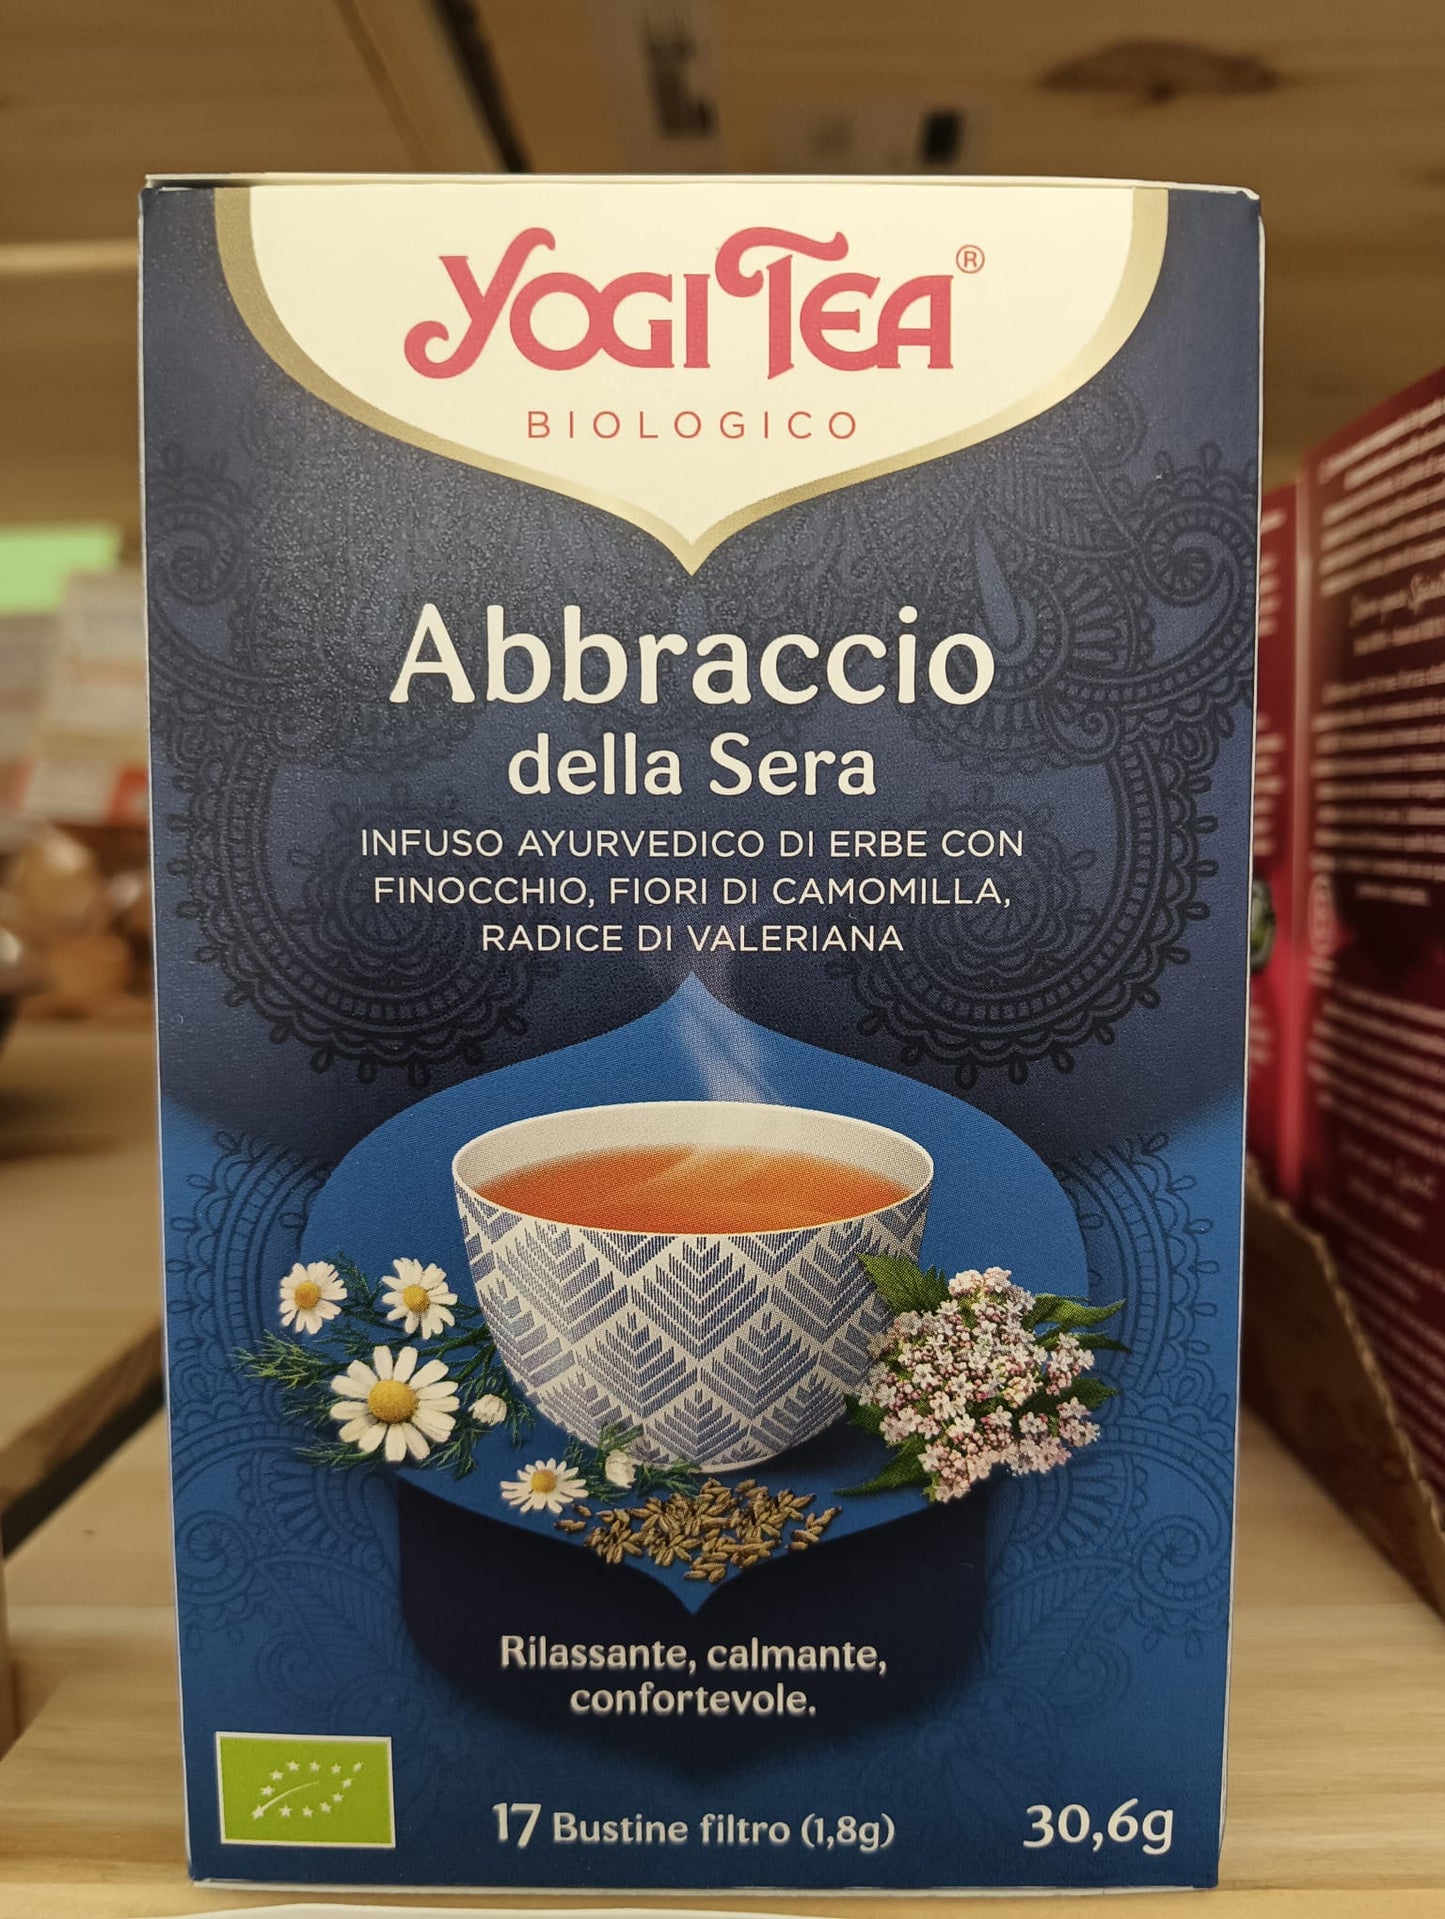 YOGI TEA®
BIOLOGICO
Abbraccio
della Sera
INFUSO AYURVEDICO DI ERBE CON
FINOCCHIO, FIORI DI CAMOMILLA,
RADICE DI VALERIANA
Rilassante, calmante,
confortevole.
17 Bustine filtro (1,8g)
30,6g